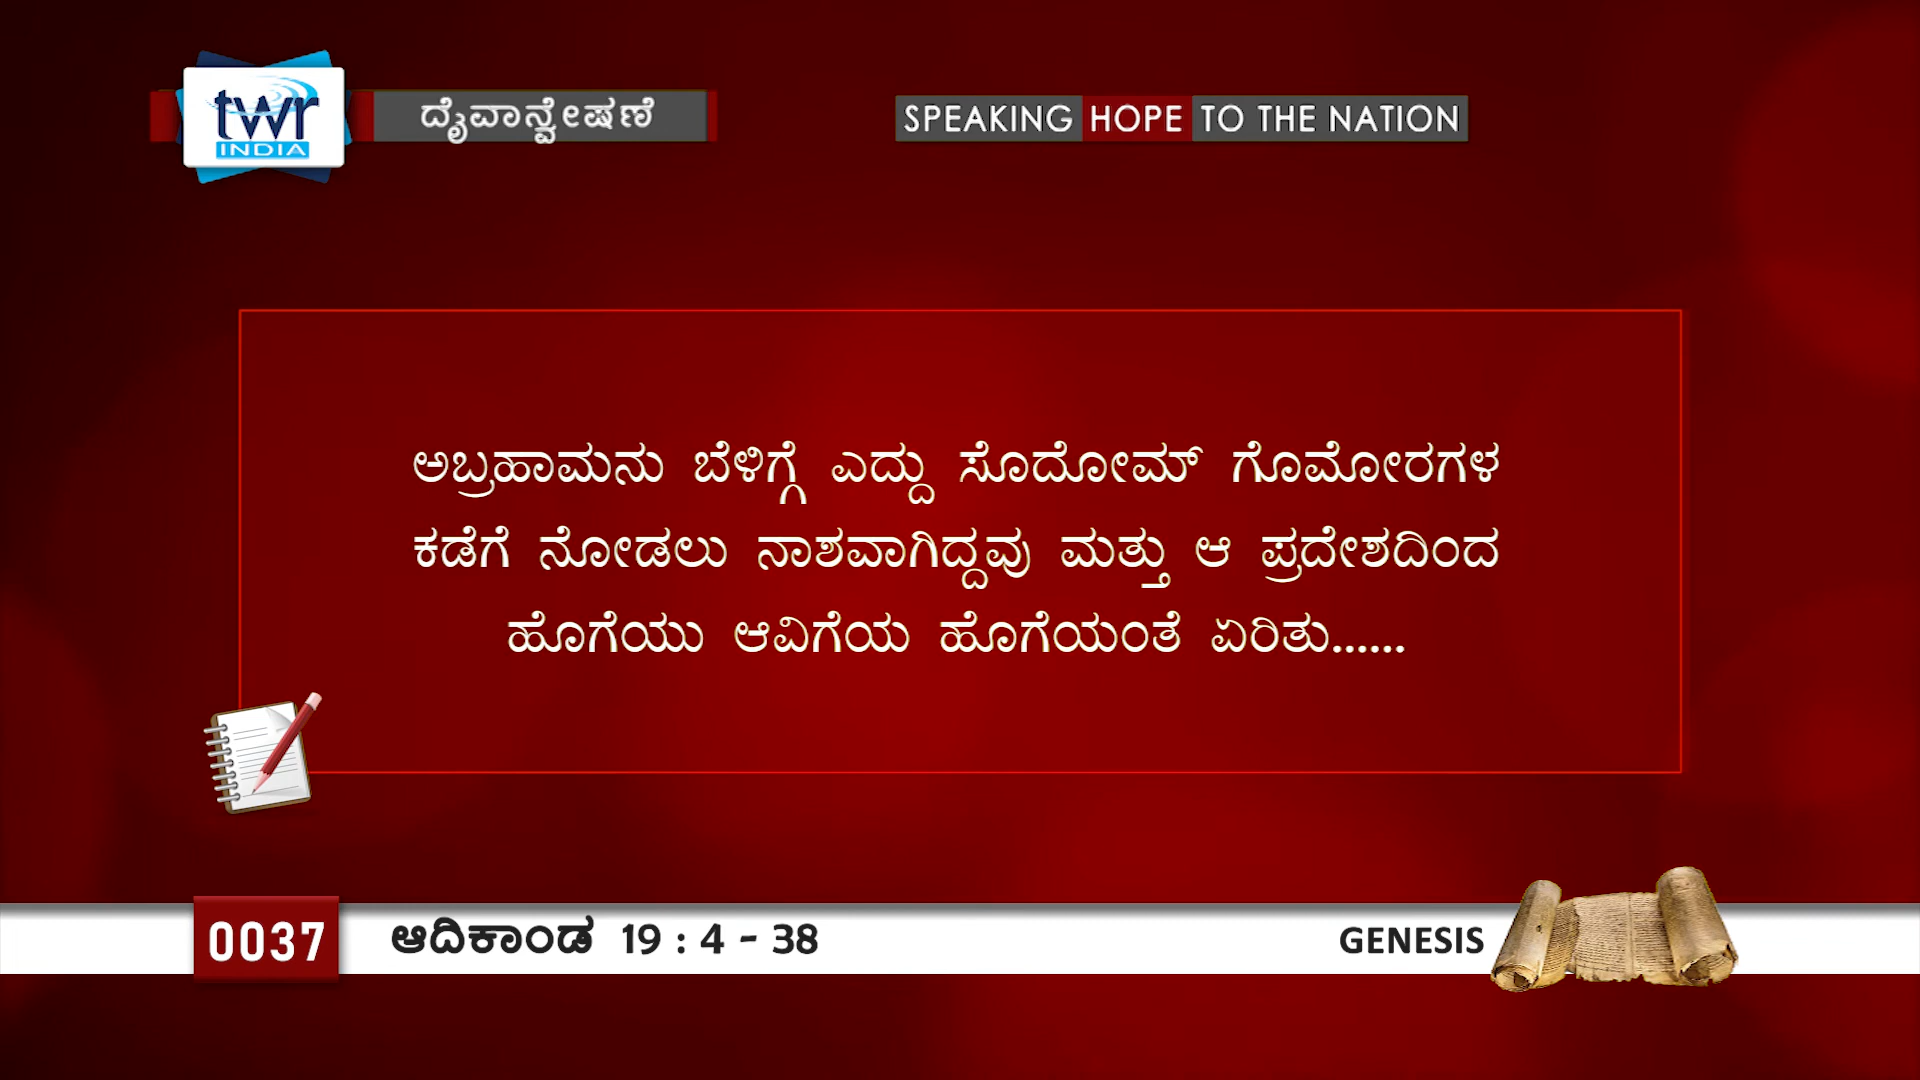 twr
INDIA
ದೈವಾನ್ವೇಷಣೆ
SPEAKING HOPE TO THE NATION
ಅಬ್ರಹಾಮನು ಬೆಳಿಗ್ಗೆ ಎದ್ದು ಸೊದೋಮ್ ಗೊಮೋರಗಳ
ಕಡೆಗೆ ನೋಡಲು ನಾಶವಾಗಿದ್ದವು ಮತ್ತು ಆ ಪ್ರದೇಶದಿಂದ
ಹೊಗೆಯು ಆವಿಗೆಯ ಹೊಗೆಯಂತೆ ಏರಿತು......
0037 ಆದಿಕಾಂಡ 19 : 4 - 38
GENESIS